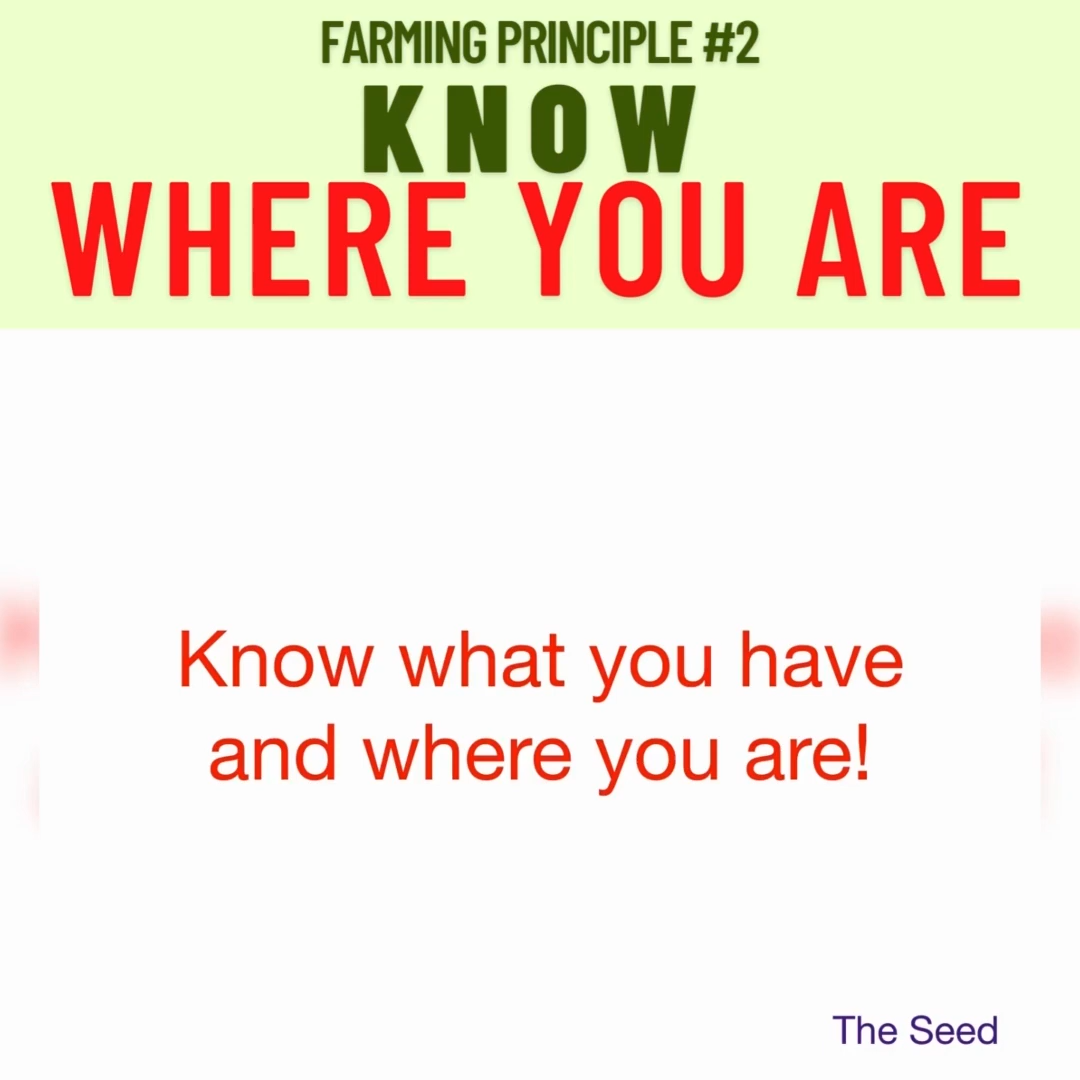 FARMING PRINCIPLE #2
KNOW
WHERE YOU ARE
Know what you have
and where you are!
The Seed